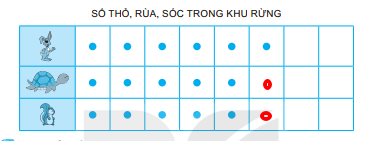 SỐ THỎ, RÙA, SÓC TRONG KHU RỪNG